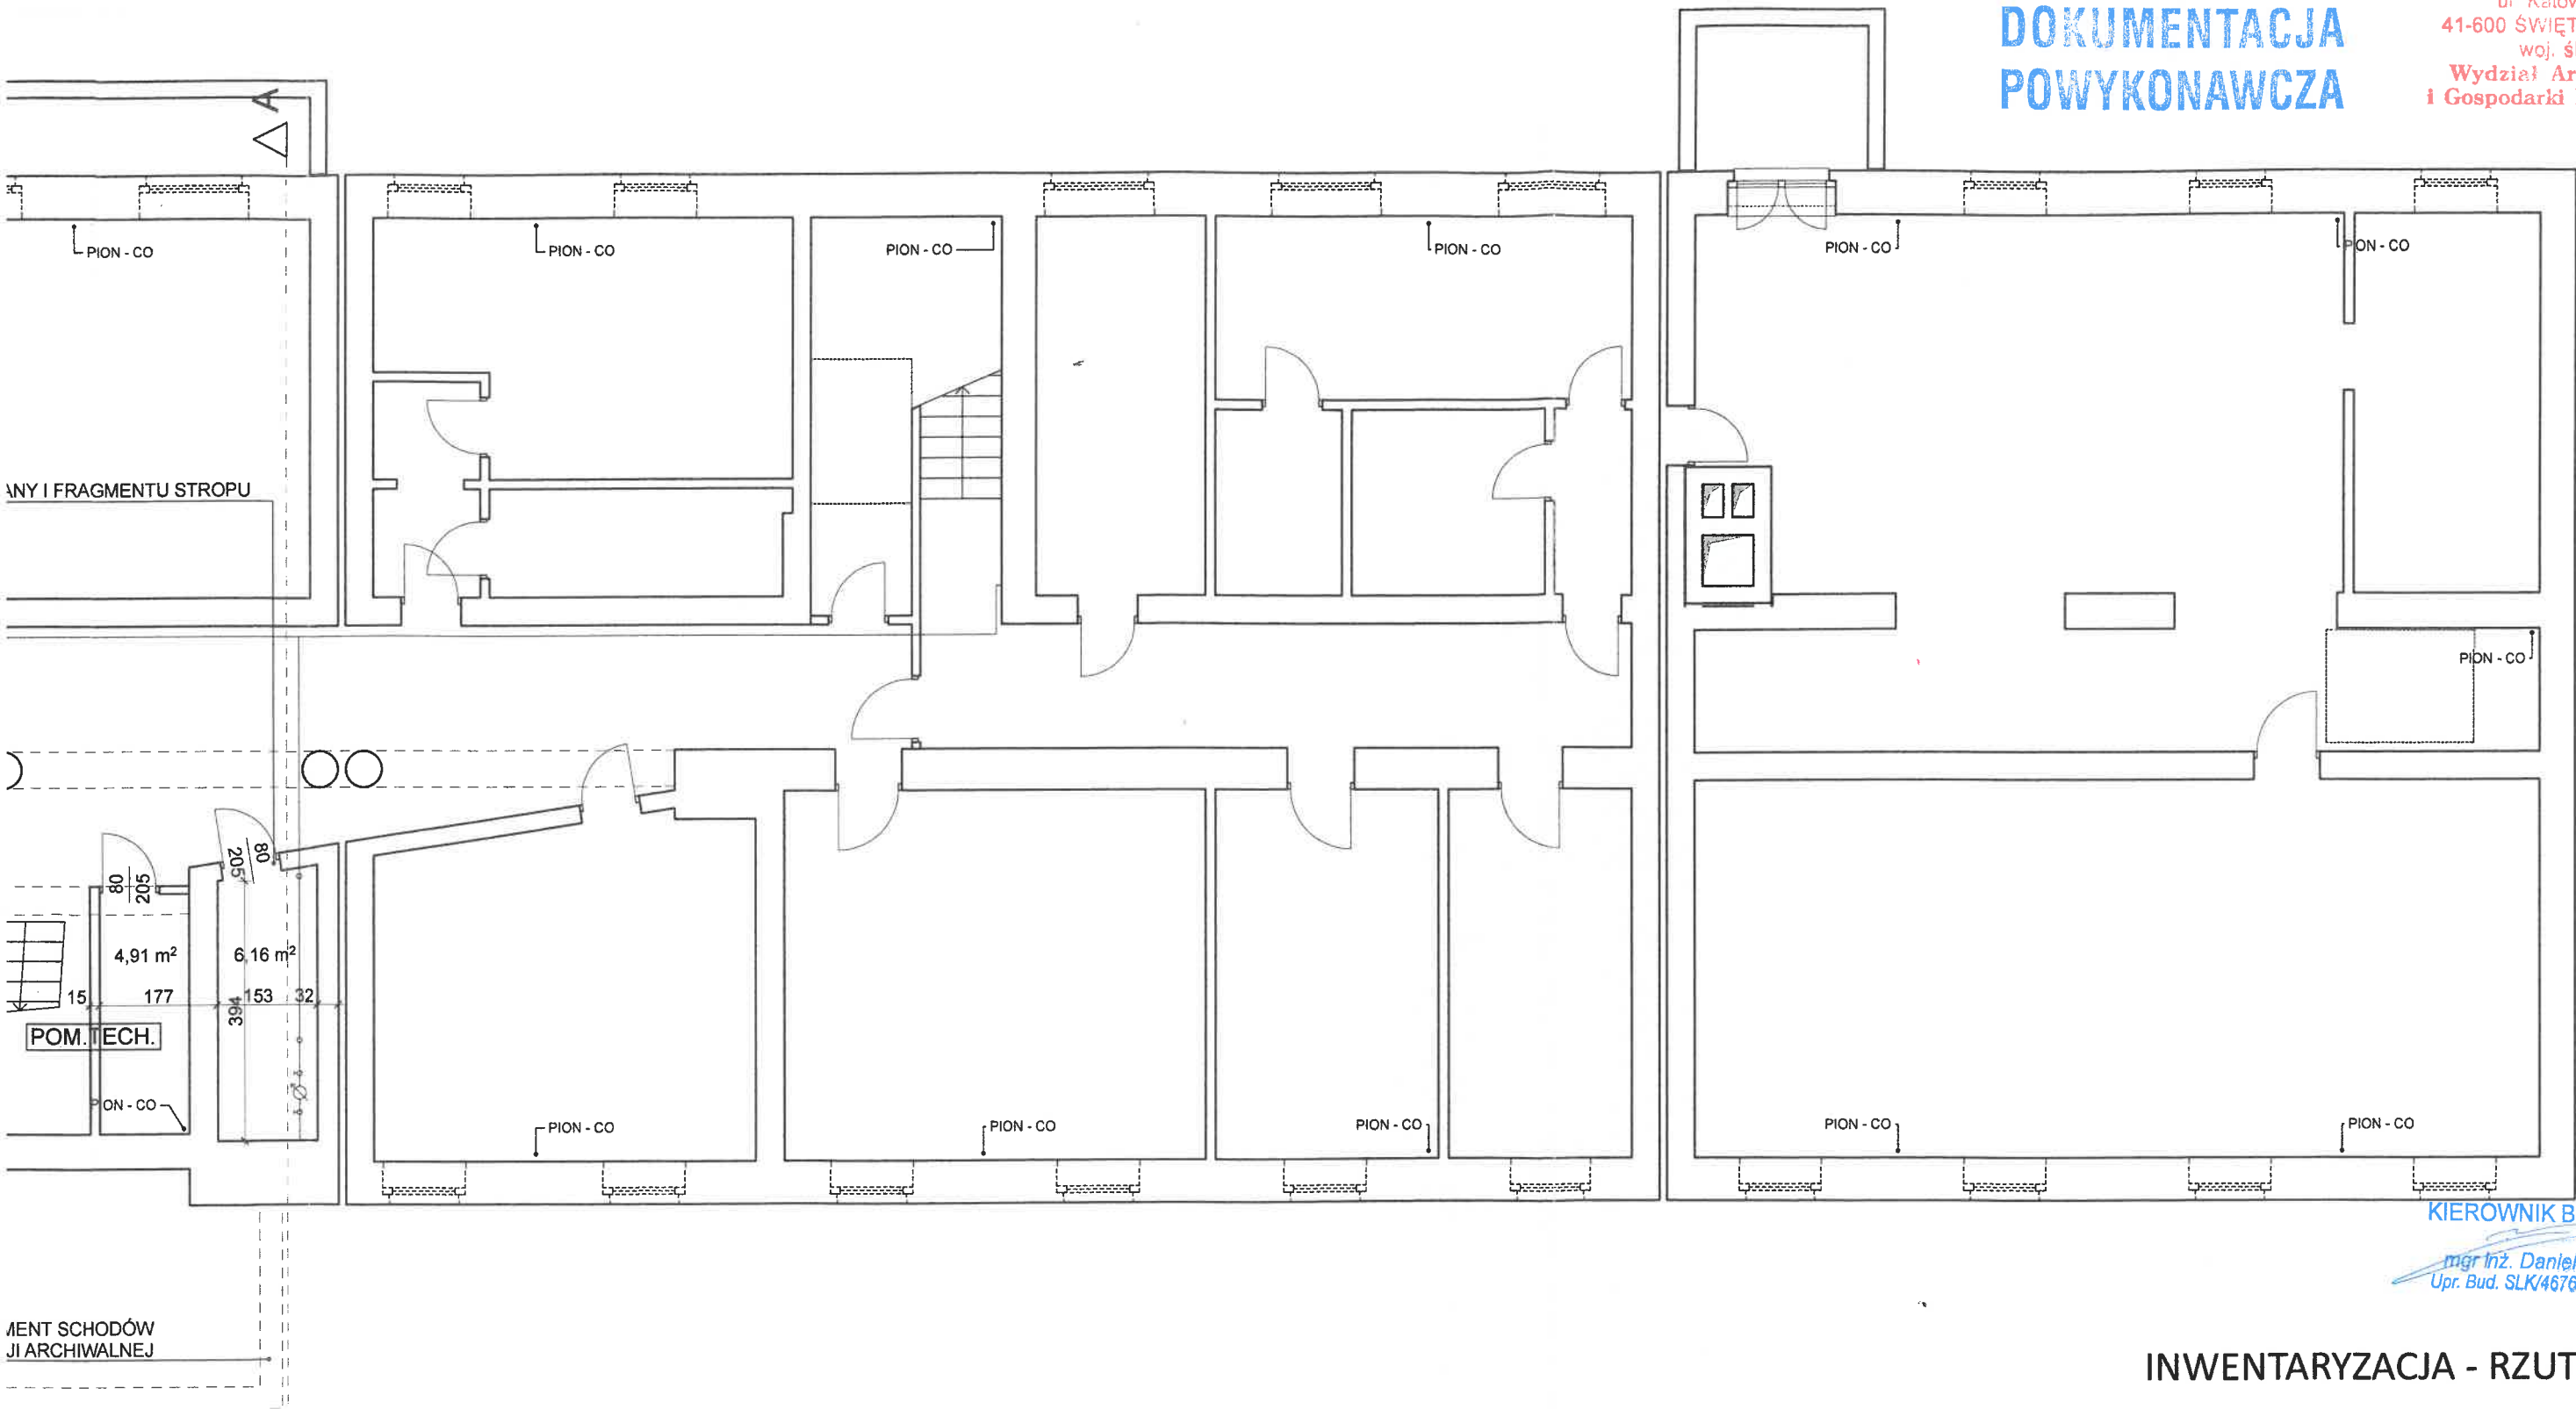 DOKUMENTACJA
POWYKONAWCZA
41-600 ŚWIĘT
woj. ś
Wydział Ar
i Gospodarki
A
PION - CO
PION - CO
PION - CO
PION - CO
PION - CO
PION - CO
ANY I FRAGMENTU STROPU
PION - CO
80
205
80
205
4,91 m²
6,16 m²
15
177
394
153
32
POM.TECH.
PION - CO
PION - CO
PION - CO
PION - CO
PION - CO
PION - CO
KIEROWNIK B
mgr inż. Daniel
Upr. Bud. SLK/4676
MENT SCHODÓW
JI ARCHIWALNEJ
INWENTARYZACJA - RZUT